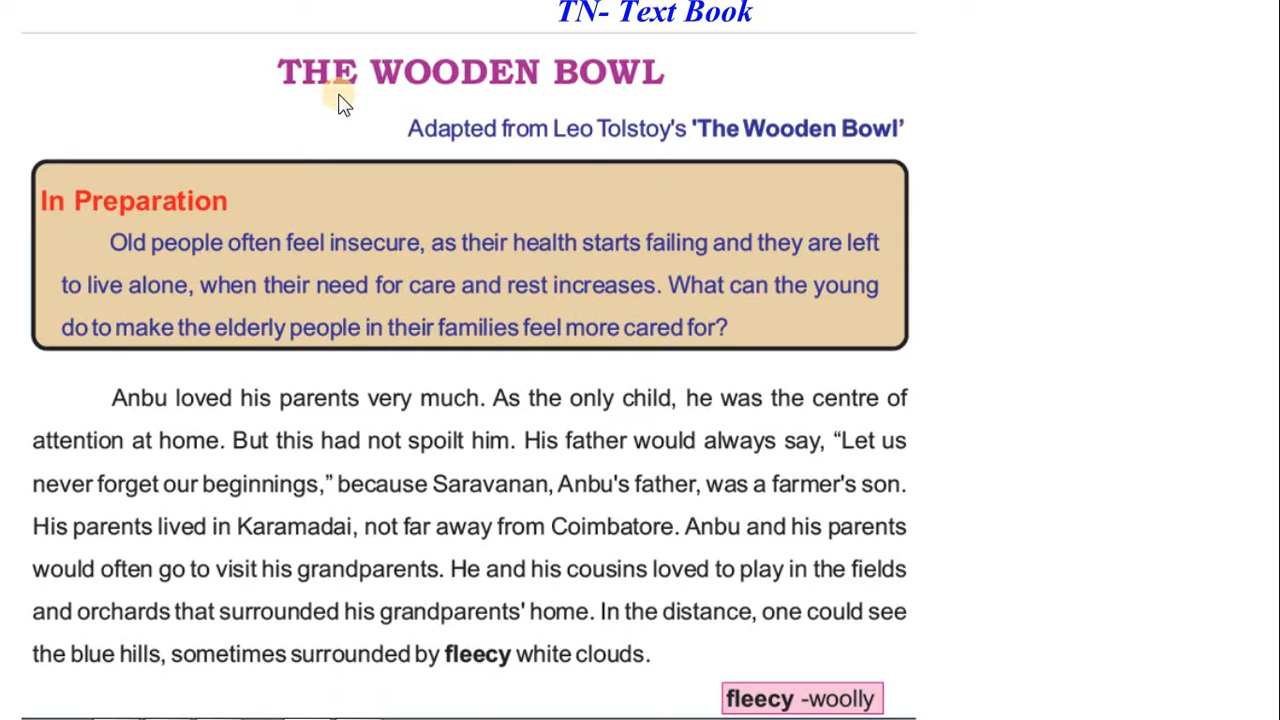 TN- Text Book
THE WOODEN BOWL
Adapted from Leo Tolstoy's 'The Wooden Bowl’
In Preparation
Old people often feel insecure, as their health starts failing and they are left
to live alone, when their need for care and rest increases. What can the young
do to make the elderly people in their families feel more cared for?
Anbu loved his parents very much. As the only child, he was the centre of
attention at home. But this had not spoilt him. His father would always say, “Let us
never forget our beginnings,” because Saravanan, Anbu's father, was a farmer's son.
His parents lived in Karamadai, not far away from Coimbatore. Anbu and his parents
would often go to visit his grandparents. He and his cousins loved to play in the fields
and orchards that surrounded his grandparents' home. In the distance, one could see
the blue hills, sometimes surrounded by fleecy white clouds.
fleecy -woolly